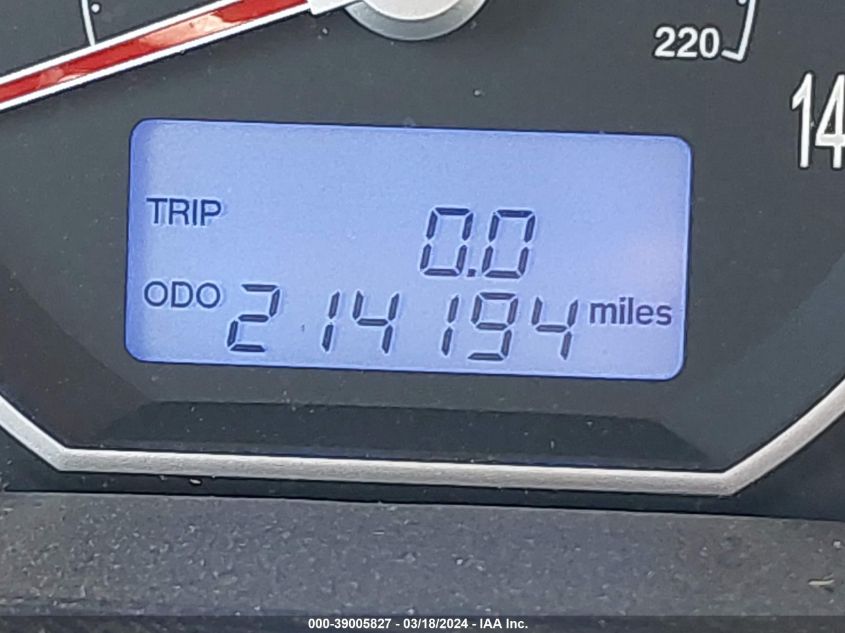 220
14
TRIP 0.0
ODO 214194 miles
000-39005827 - 03/18/2024 - IAA Inc.